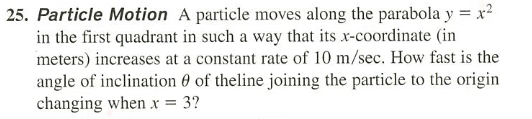 25. Particle Motion A particle moves along the parabola y = x²
in the first quadrant in such a way that its x-coordinate (in
meters) increases at a constant rate of 10 m/sec. How fast is the
angle of inclination θ of theline joining the particle to the origin
changing when x = 3?